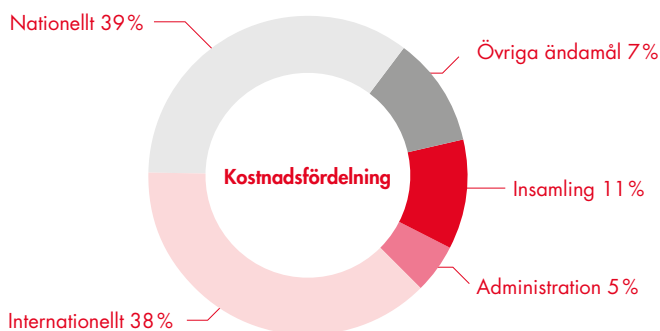 Nationellt 39%
Övriga ändamål 7%
Kostnadsfördelning
Insamling 11%
Administration 5%
Internationellt 38%